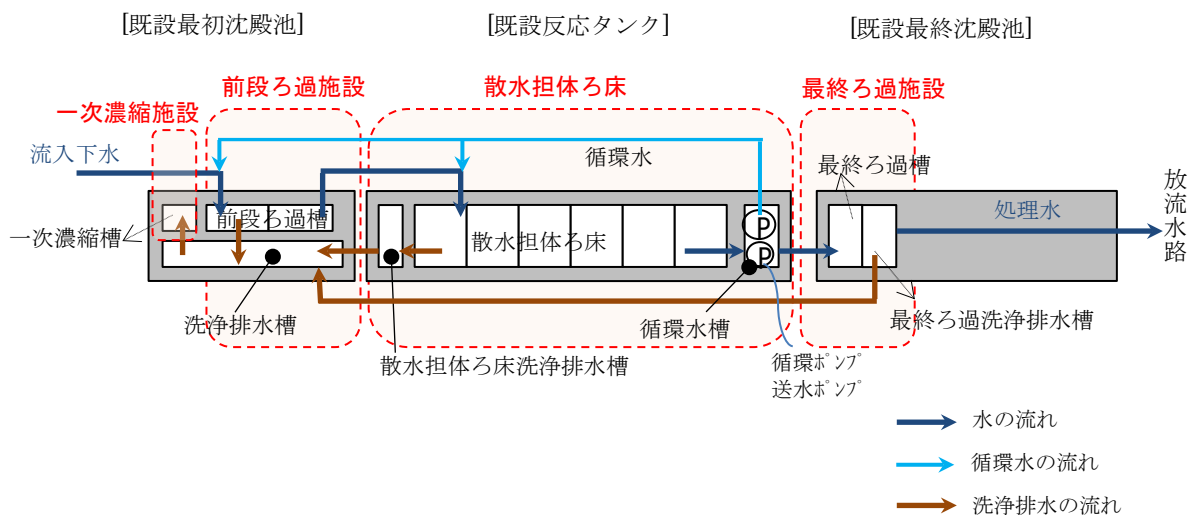 [既設最初沈殿池]
[既設反応タンク]
[既設最終沈殿池]
一次濃縮施設
前段ろ過施設
散水担体ろ床
最終ろ過施設
流入下水
循環水
最終ろ過槽
放流水路
一次濃縮槽
前段ろ過槽
散水担体ろ床
P
P
処理水
洗浄排水槽
散水担体ろ床洗浄排水槽
循環水槽
最終ろ過洗浄排水槽
循環ﾎﾟﾝﾌﾟ
送水ﾎﾟﾝﾌﾟ
水の流れ
循環水の流れ
洗浄排水の流れ